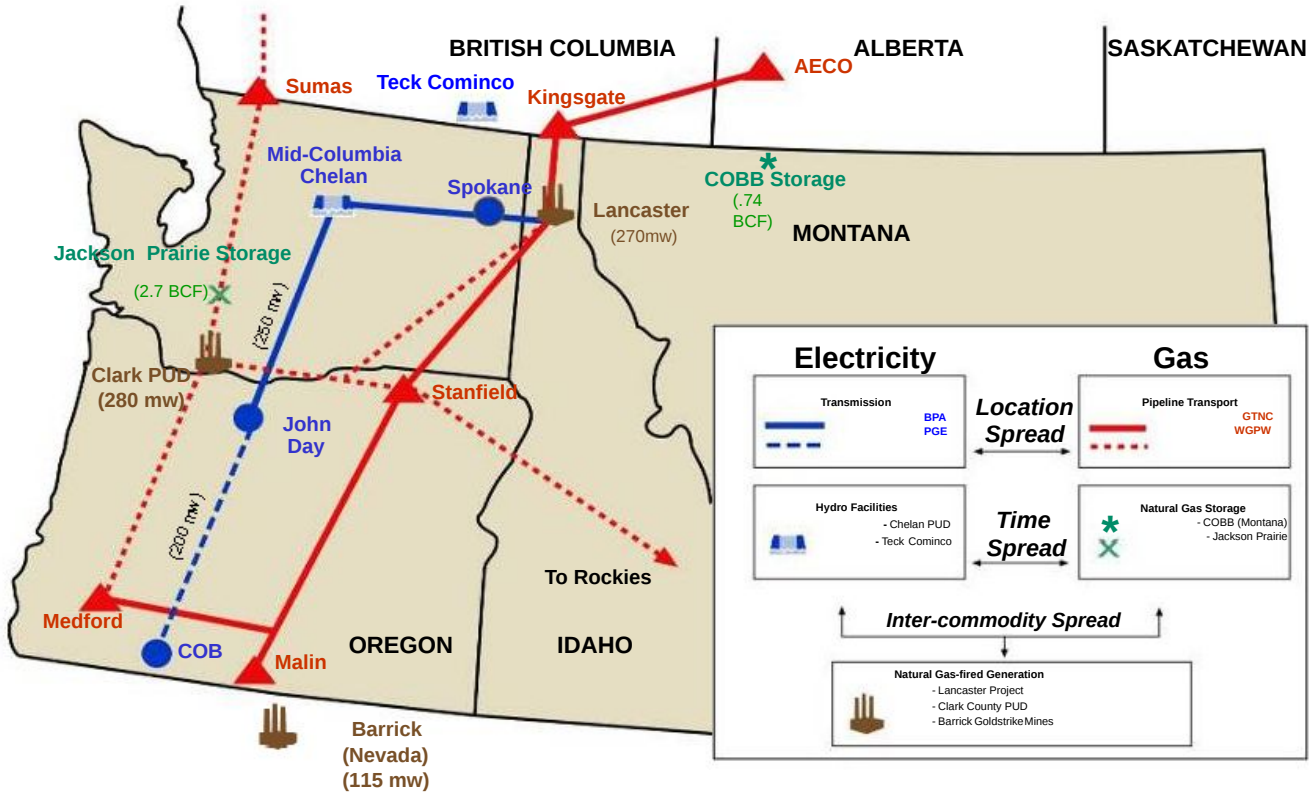 BRITISH COLUMBIA
ALBERTA
SASKATCHEWAN
Sumas
Teck Cominco
Kingsgate
AECO
Mid-Columbia
Chelan
Spokane
COBB Storage
(.74
BCF)
Lancaster
(270mw)
MONTANA
Jackson Prairie Storage
(2.7 BCF)
(250 mw)
Clark PUD
(280 mw)
Stanfield
John
Day
(200 mw)
To Rockies
Medford
COB
Malin
OREGON
IDAHO
Barrick
(Nevada)
(115 mw)
Electricity
Gas
Transmission
BPA
PGE
Location
Spread
Pipeline Transport
GTNC
WGPW
Hydro Facilities
- Chelan PUD
- Teck Cominco
Time
Spread
Natural Gas Storage
- COBB (Montana)
- Jackson Prairie
Inter-commodity Spread
Natural Gas-fired Generation
- Lancaster Project
- Clark County PUD
- Barrick GoldstrikeMines